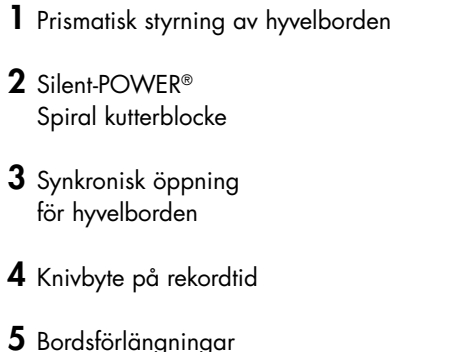 1 Prismatisk styrning av hyvelborden
2 Silent-POWER®
Spiral kutterblocke
3 Synkronisk öppning
för hyvelborden
4 Knivbyte på rekordtid
5 Bordsförlängningar